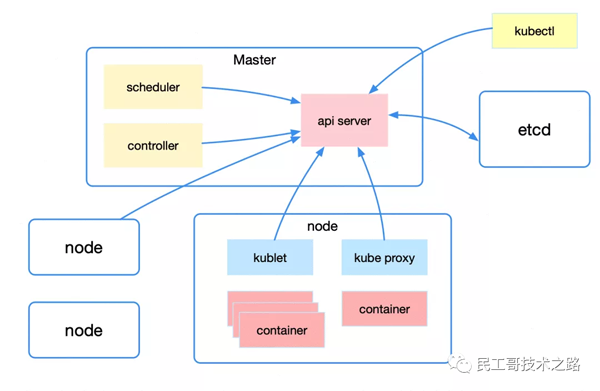 kubectl
Master
scheduler
api server
etcd
controller
node
node
kublet
kube proxy
container
container
node
民工哥技术之路